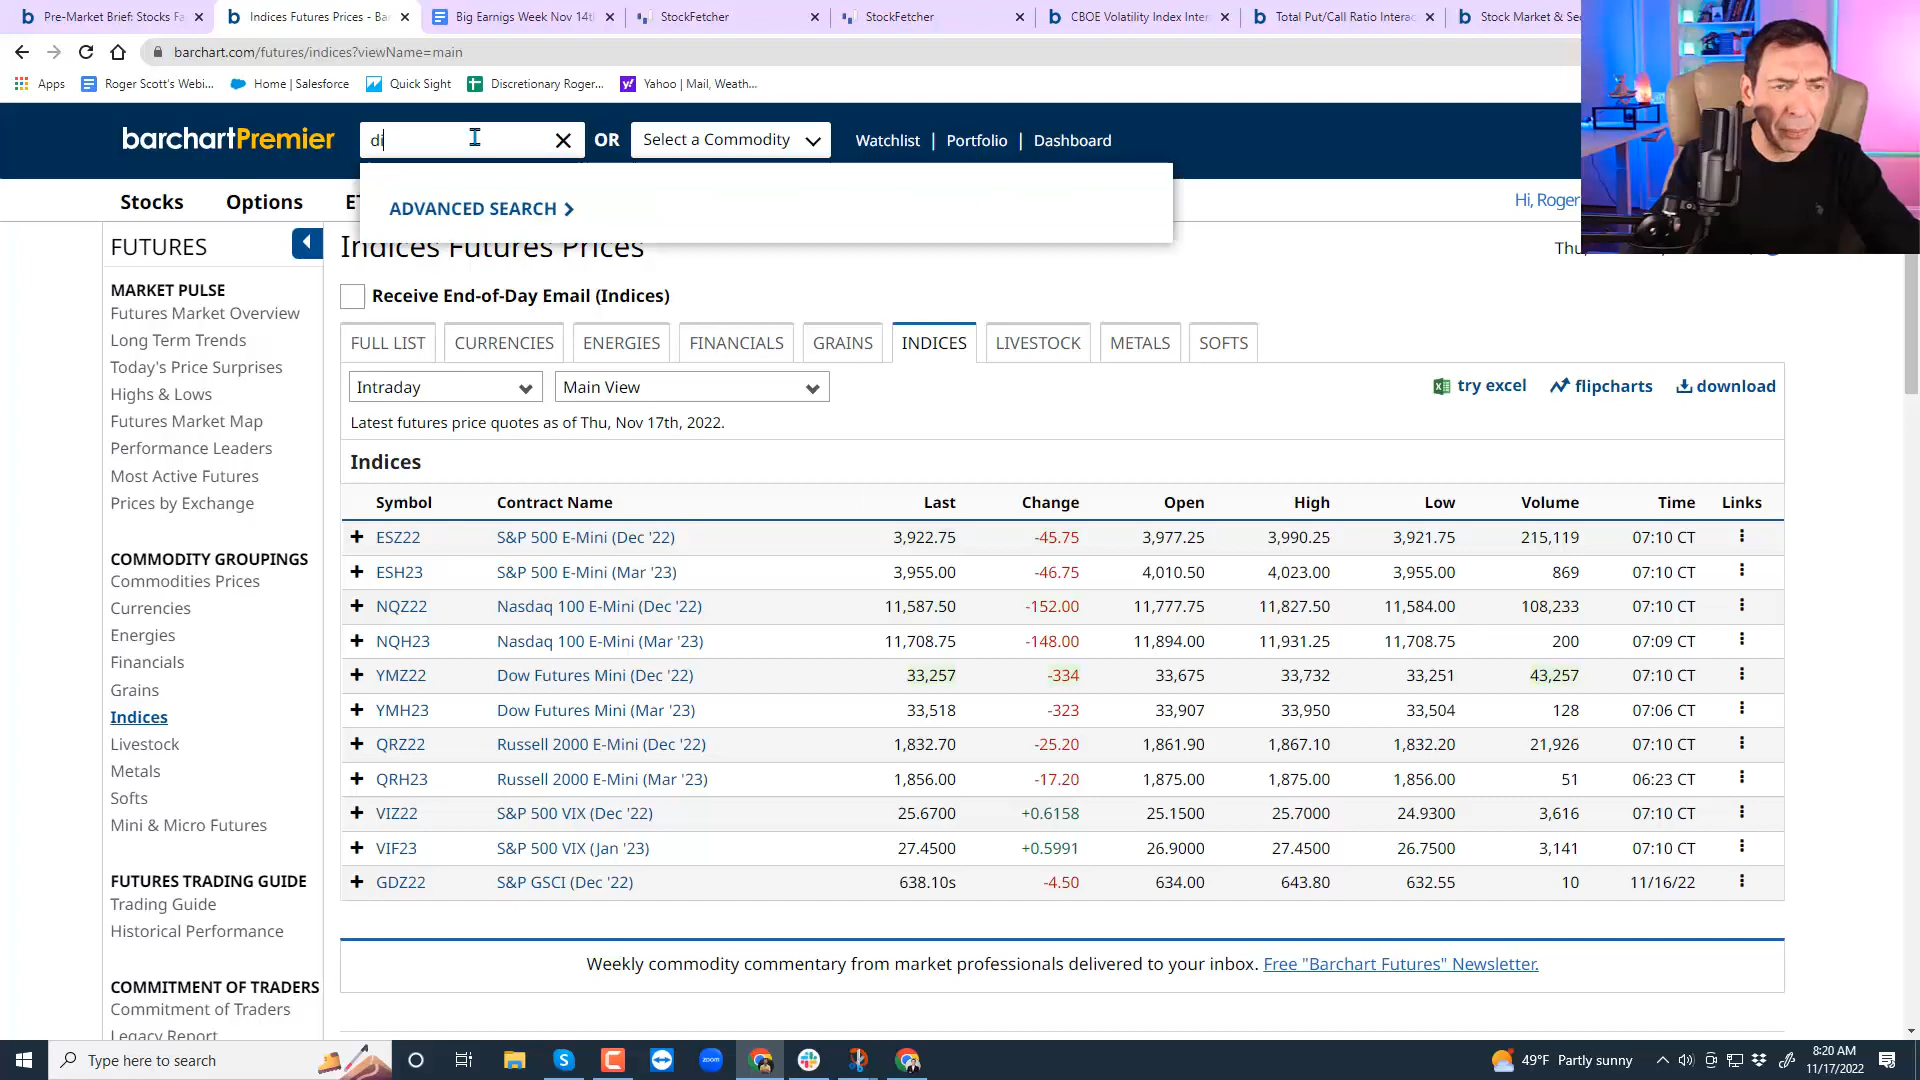 Pre-Market Brief: Stocks Fa
Indices Futures Prices - Bar
Big Earnigs Week Nov 14th
StockFetcher
StockFetcher
CBOE Volatility Index Inter
Total Put/Call Ratio Interac
Stock Market & Se
barchart.com/futures/indices?viewName=main
Apps
Roger Scott's Webi...
Home | Salesforce
Quick Sight
Discretionary Roger...
Yahoo | Mail, Weath...
barchartPremier
di
OR
Select a Commodity
Watchlist | Portfolio | Dashboard
ADVANCED SEARCH
Stocks
Options
Hi, Roger
FUTURES
Indices Futures Prices
Thu,
Receive End-of-Day Email (Indices)
FULL LIST CURRENCIES ENERGIES FINANCIALS GRAINS INDICES LIVESTOCK METALS SOFTS
Intraday
Main View
try excel flipcharts download
Latest futures price quotes as of Thu, Nov 17th, 2022.
Indices
Symbol Contract Name Last Change Open High Low Volume Time Links
+ ESZ22 S&P 500 E-Mini (Dec '22) 3,922.75 -45.75 3,977.25 3,990.25 3,921.75 215,119 07:10 CT
+ ESH23 S&P 500 E-Mini (Mar '23) 3,955.00 -46.75 4,010.50 4,023.00 3,955.00 869 07:10 CT
+ NQZ22 Nasdaq 100 E-Mini (Dec '22) 11,587.50 -152.00 11,777.75 11,827.50 11,584.00 108,233 07:10 CT
+ NQH23 Nasdaq 100 E-Mini (Mar '23) 11,708.75 -148.00 11,894.00 11,931.25 11,708.75 200 07:09 CT
+ YMZ22 Dow Futures Mini (Dec '22) 33,257 -334 33,675 33,732 33,251 43,257 07:10 CT
+ YMH23 Dow Futures Mini (Mar '23) 33,518 -323 33,907 33,950 33,504 128 07:06 CT
+ QRZ22 Russell 2000 E-Mini (Dec '22) 1,832.70 -25.20 1,861.90 1,867.10 1,832.20 21,926 07:10 CT
+ QRH23 Russell 2000 E-Mini (Mar '23) 1,856.00 -17.20 1,875.00 1,875.00 1,856.00 51 06:23 CT
+ VIZ22 S&P 500 VIX (Dec '22) 25.6700 +0.6158 25.1500 25.7000 24.9300 3,616 07:10 CT
+ VIF23 S&P 500 VIX (Jan '23) 27.4500 +0.5991 26.9000 27.4500 26.7500 3,141 07:10 CT
+ GDZ22 S&P GSCI (Dec '22) 638.10s -4.50 634.00 643.80 632.55 10 11/16/22
Weekly commodity commentary from market professionals delivered to your inbox. Free "Barchart Futures" Newsletter.
MARKET PULSE
Futures Market Overview
Long Term Trends
Today's Price Surprises
Highs & Lows
Futures Market Map
Performance Leaders
Most Active Futures
Prices by Exchange
COMMODITY GROUPINGS
Commodities Prices
Currencies
Energies
Financials
Grains
Indices
Livestock
Metals
Softs
Mini & Micro Futures
FUTURES TRADING GUIDE
Trading Guide
Historical Performance
COMMITMENT OF TRADERS
Commitment of Traders
Legacy Report
Type here to search
zoom
49°F Partly sunny
8:20 AM
11/17/2022